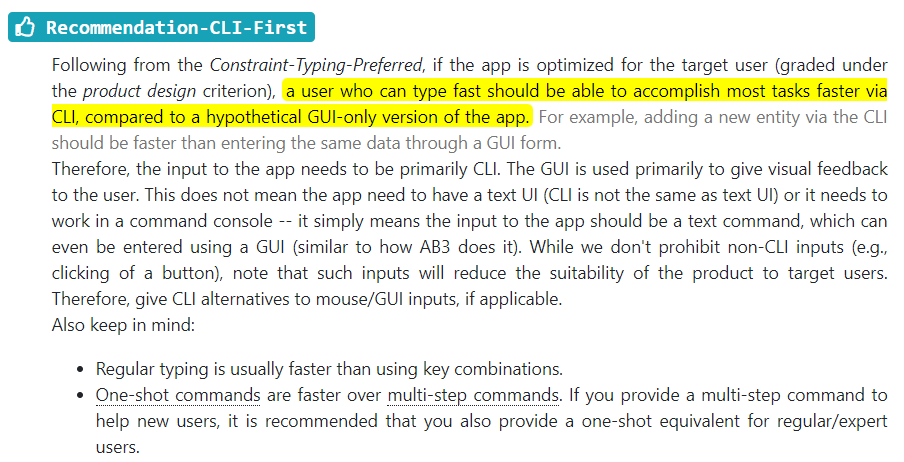 Recommendation-CLI-First
Following from the Constraint-Typing-Preferred, if the app is optimized for the target user (graded under
the product design criterion), a user who can type fast should be able to accomplish most tasks faster via
CLI, compared to a hypothetical GUI-only version of the app. For example, adding a new entity via the CLI
should be faster than entering the same data through a GUI form.
Therefore, the input to the app needs to be primarily CLI. The GUI is used primarily to give visual feedback
to the user. This does not mean the app need to have a text UI (CLI is not the same as text UI) or it needs to
work in a command console -- it simply means the input to the app should be a text command, which can
even be entered using a GUI (similar to how AB3 does it). While we don't prohibit non-CLI inputs (e.g.,
clicking of a button), note that such inputs will reduce the suitability of the product to target users.
Therefore, give CLI alternatives to mouse/GUI inputs, if applicable.
Also keep in mind:
• Regular typing is usually faster than using key combinations.
• One-shot commands are faster over multi-step commands. If you provide a multi-step command to
help new users, it is recommended that you also provide a one-shot equivalent for regular/expert
users.